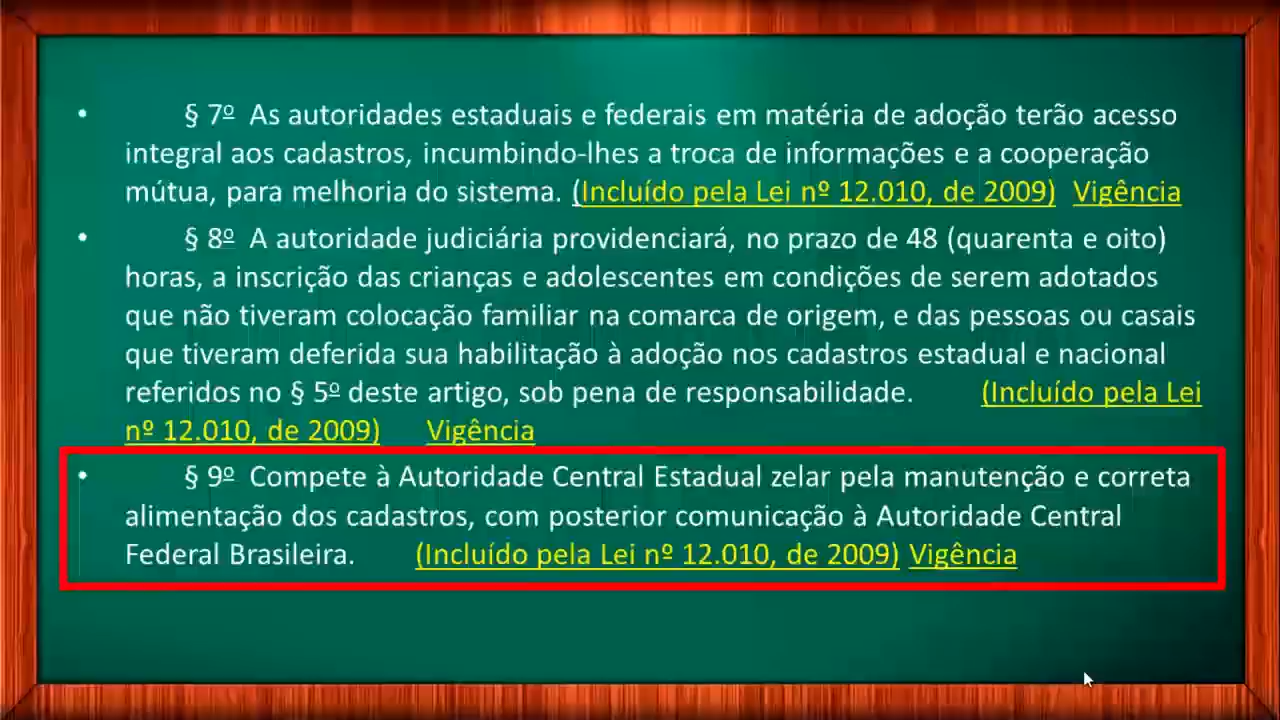 • § 7º As autoridades estaduais e federais em matéria de adoção terão acesso
integral aos cadastros, incumbindo-lhes a troca de informações e a cooperação
mútua, para melhoria do sistema. (Incluído pela Lei nº 12.010, de 2009) Vigência
• § 8º A autoridade judiciária providenciará, no prazo de 48 (quarenta e oito)
horas, a inscrição das crianças e adolescentes em condições de serem adotados
que não tiveram colocação familiar na comarca de origem, e das pessoas ou casais
que tiveram deferida sua habilitação à adoção nos cadastros estadual e nacional
referidos no § 5º deste artigo, sob pena de responsabilidade. (Incluído pela Lei
nº 12.010, de 2009) Vigência
• § 9º Compete à Autoridade Central Estadual zelar pela manutenção e correta
alimentação dos cadastros, com posterior comunicação à Autoridade Central
Federal Brasileira. (Incluído pela Lei nº 12.010, de 2009) Vigência